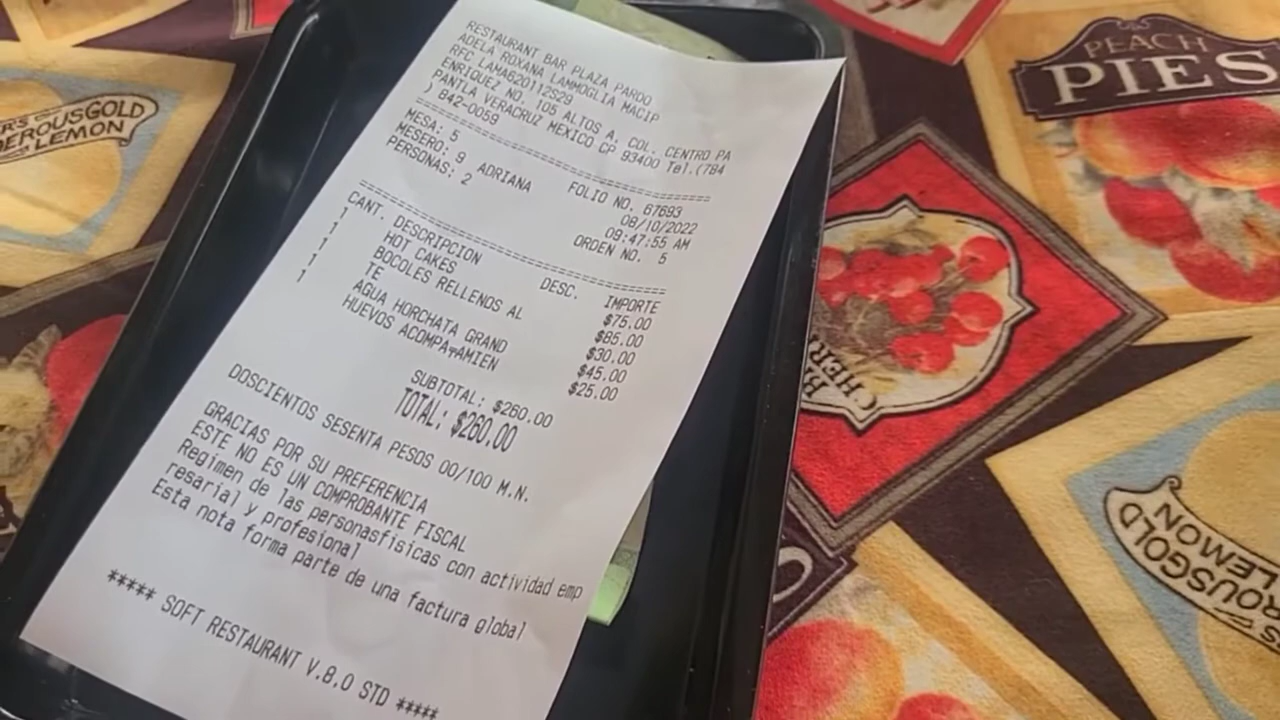 RESTAURANT BAR PLAZA PARDO
ADELA ROXANA LAMMOGLIA MACIP
RFC LAMA620112S29
ENRIQUEZ NO. 105 ALTOS A. COL. CENTRO PA
PANTLA VERACRUZ MEXICO CP 93400 Tel.(784
) 842-0059
MESA: 5 FOLIO NO. 67693
MESERO: 9 ADRIANA 08/10/2022
PERSONAS: 2 09:47:55 AM
ORDEN NO. 5
CANT. DESCRIPCION DESC. IMPORTE
1 HOT CAKES $75.00
1 BOCOLES RELLENOS AL $85.00
1 TE $30.00
1 AGUA HORCHATA GRAND $45.00
1 HUEVOS ACOMPA┬AMIEN $25.00
SUBTOTAL: $260.00
TOTAL: $260.00
DOSCIENTOS SESENTA PESOS 00/100 M.N.
GRACIAS POR SU PREFERENCIA
ESTE NO ES UN COMPROBANTE FISCAL
Regimen de las personasfisicas con actividad emp
resarial y profesional
Esta nota forma parte de una factura global
***** SOFT RESTAURANT V.8.0 STD *****
PEACH
PIES
EROUSGOLD
LEMON
CHER
ROUSGOLD
LEMON